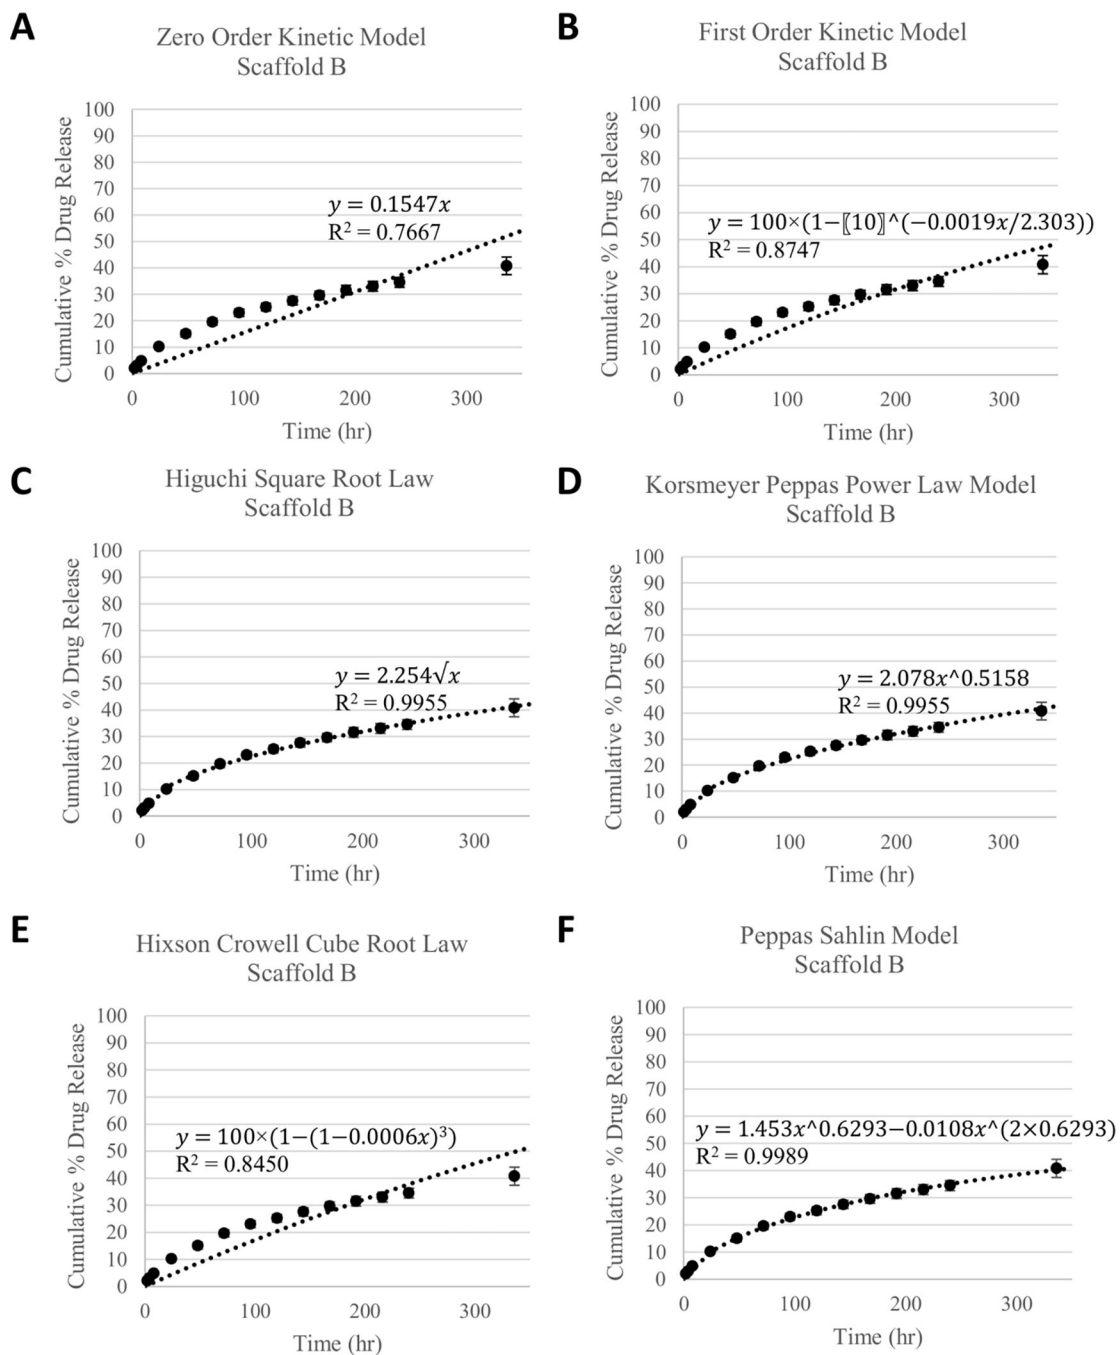 A
Zero Order Kinetic Model
Scaffold B
Cumulative % Drug Release
100
90
80
70
60
50
40
30
20
10
0
y = 0.1547x
R² = 0.7667
0
100
200
300
Time (hr)
B
First Order Kinetic Model
Scaffold B
Cumulative % Drug Release
100
90
80
70
60
50
40
30
20
10
0
y = 100×(1−〖10〗^(−0.0019x/2.303))
R² = 0.8747
0
100
200
300
Time (hr)
C
Higuchi Square Root Law
Scaffold B
Cumulative % Drug Release
100
90
80
70
60
50
40
30
20
10
0
y = 2.254√x
R² = 0.9955
0
100
200
300
Time (hr)
D
Korsmeyer Peppas Power Law Model
Scaffold B
Cumulative % Drug Release
100
90
80
70
60
50
40
30
20
10
0
y = 2.078x^0.5158
R² = 0.9955
0
100
200
300
Time (hr)
E
Hixson Crowell Cube Root Law
Scaffold B
Cumulative % Drug Release
100
90
80
70
60
50
40
30
20
10
0
y = 100×(1−(1−0.0006x)³)
R² = 0.8450
0
100
200
300
Time (hr)
F
Peppas Sahlin Model
Scaffold B
Cumulative % Drug Release
100
90
80
70
60
50
40
30
20
10
0
y = 1.453x^0.6293−0.0108x^(2×0.6293)
R² = 0.9989
0
100
200
300
Time (hr)